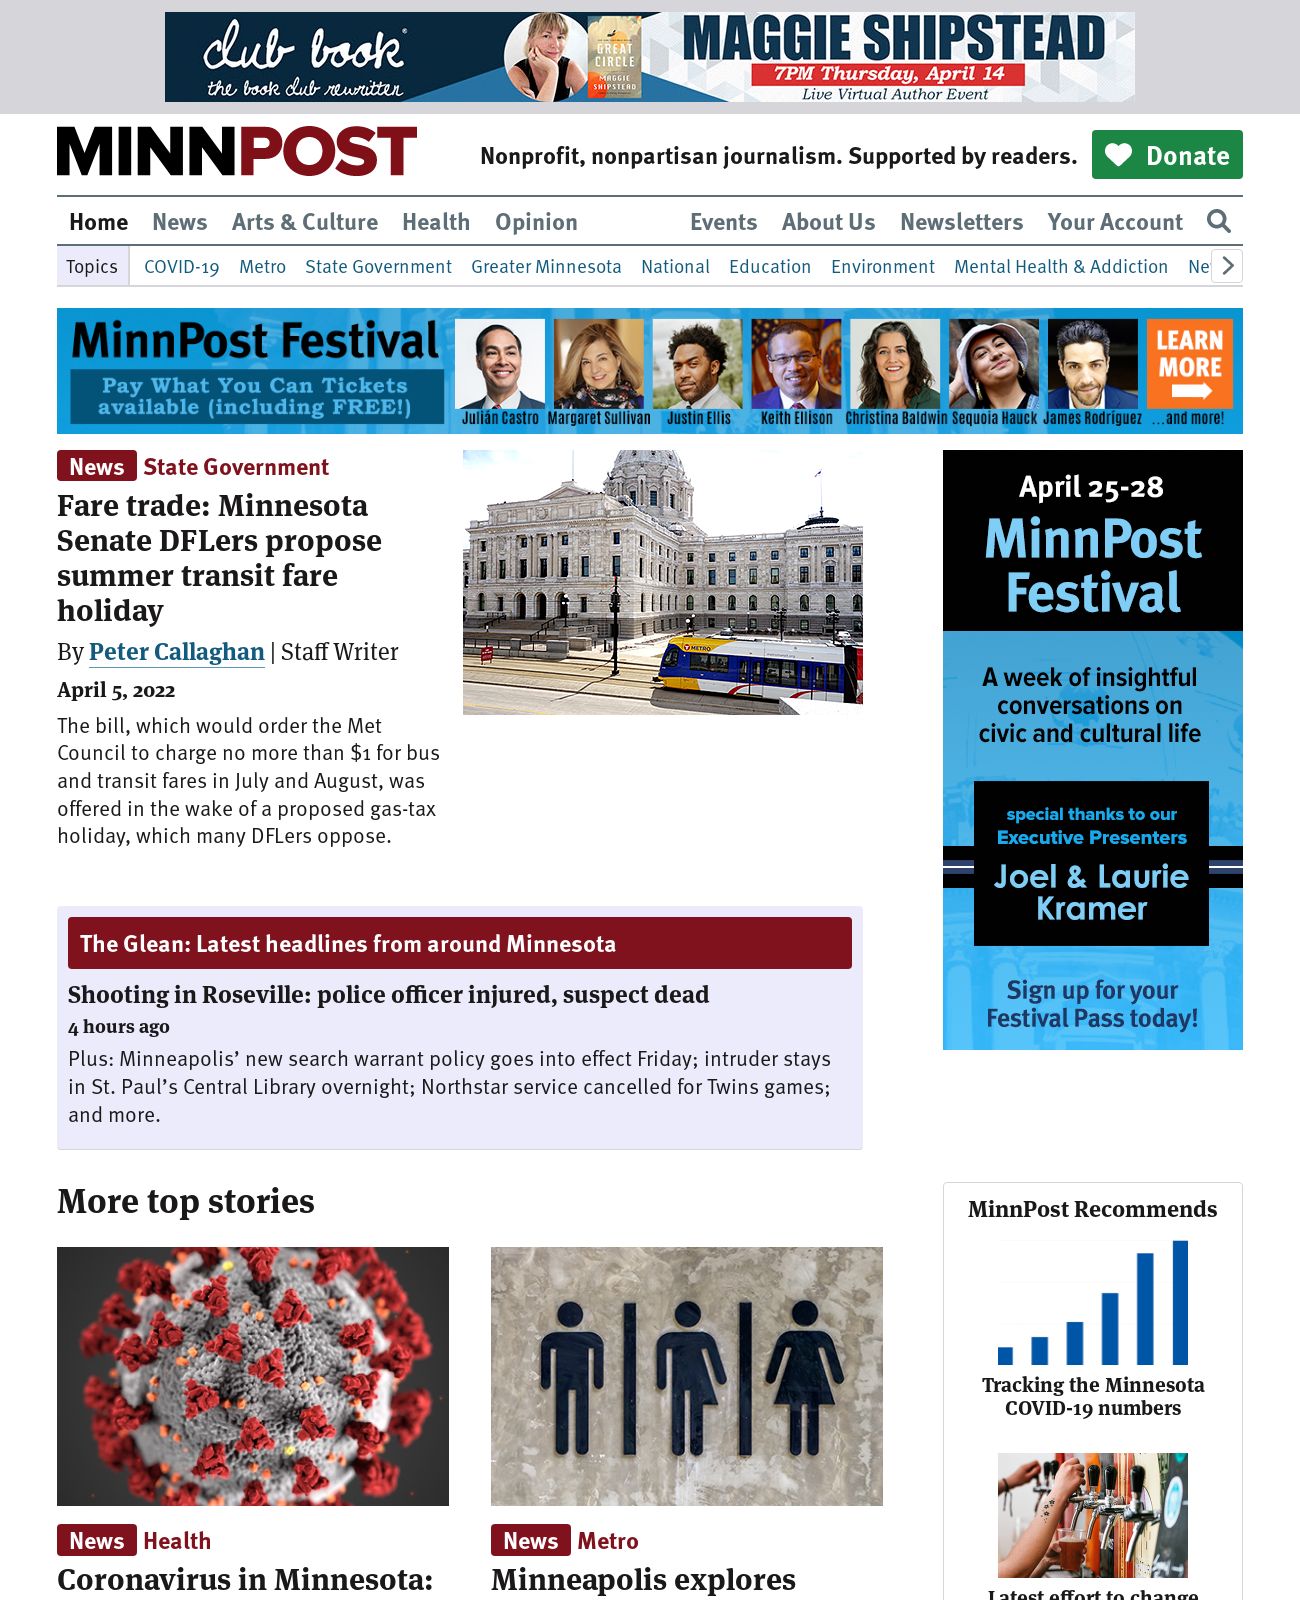 club book
the book club rewritten
GREAT
CIRCLE
MAGGIE
SHIPSTEAD
MAGGIE SHIPSTEAD
7PM Thursday, April 14
Live Virtual Author Event
MINNPOST
Nonprofit, nonpartisan journalism. Supported by readers.
Donate
Home News Arts & Culture Health Opinion Events About Us Newsletters Your Account
Topics COVID-19 Metro State Government Greater Minnesota National Education Environment Mental Health & Addiction
MinnPost Festival
Pay What You Can Tickets
available (including FREE!)
Julián Castro Margaret Sullivan Justin Ellis Keith Ellison Christina Baldwin Sequoia Hauck James Rodríguez
LEARN
MORE
...and more!
News State Government
Fare trade: Minnesota
Senate DFLers propose
summer transit fare
holiday
By Peter Callaghan | Staff Writer
April 5, 2022
The bill, which would order the Met
Council to charge no more than $1 for bus
and transit fares in July and August, was
offered in the wake of a proposed gas-tax
holiday, which many DFLers oppose.
METRO
April 25-28
MinnPost
Festival
A week of insightful
conversations on
civic and cultural life
special thanks to our
Executive Presenters
Joel & Laurie
Kramer
Sign up for your
Festival Pass today!
The Glean: Latest headlines from around Minnesota
Shooting in Roseville: police officer injured, suspect dead
4 hours ago
Plus: Minneapolis’ new search warrant policy goes into effect Friday; intruder stays
in St. Paul’s Central Library overnight; Northstar service cancelled for Twins games;
and more.
More top stories
News Health
Coronavirus in Minnesota:
News Metro
Minneapolis explores
MinnPost Recommends
Tracking the Minnesota
COVID-19 numbers
Latest effort to change